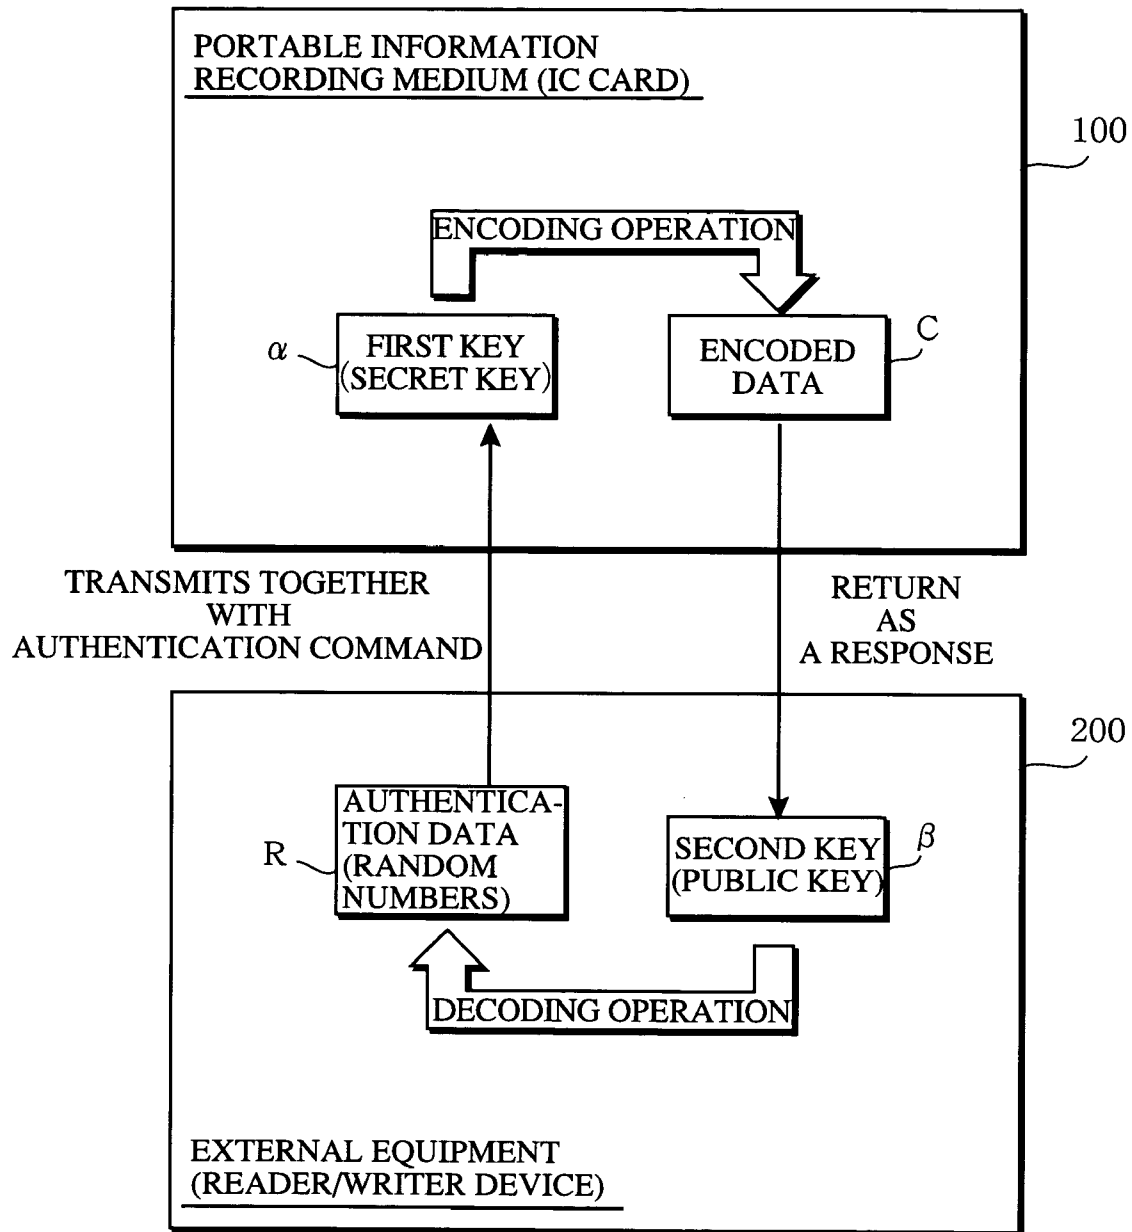 PORTABLE INFORMATION
RECORDING MEDIUM (IC CARD)
100
ENCODING OPERATION
α
FIRST KEY
(SECRET KEY)
ENCODED
DATA
C
TRANSMITS TOGETHER
WITH
AUTHENTICATION COMMAND
RETURN
AS
A RESPONSE
200
R
AUTHENTICA-
TION DATA
(RANDOM
NUMBERS)
SECOND KEY
(PUBLIC KEY)
β
DECODING OPERATION
EXTERNAL EQUIPMENT
(READER/WRITER DEVICE)